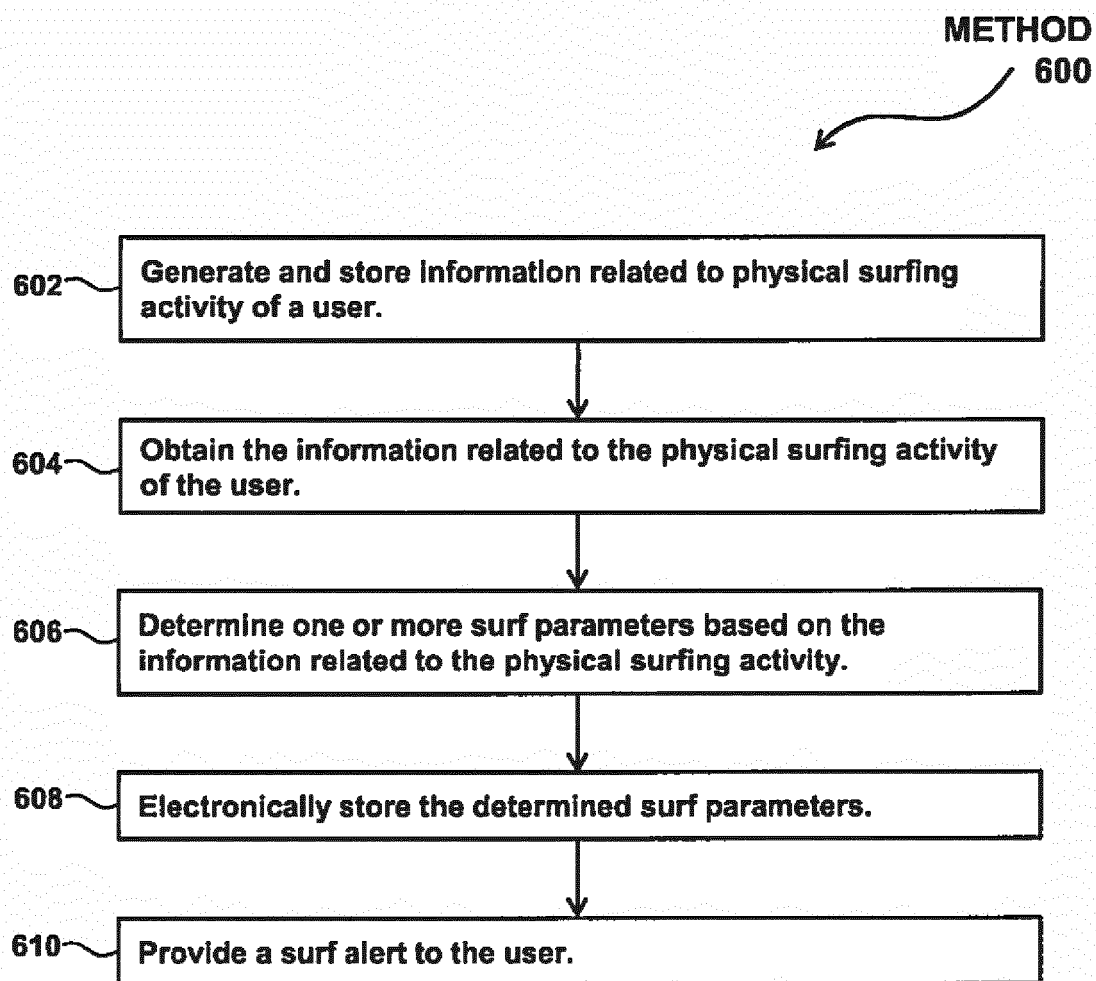 METHOD
600
602
Generate and store information related to physical surfing
activity of a user.
604
Obtain the information related to the physical surfing activity
of the user.
606
Determine one or more surf parameters based on the
information related to the physical surfing activity.
608
Electronically store the determined surf parameters.
610
Provide a surf alert to the user.